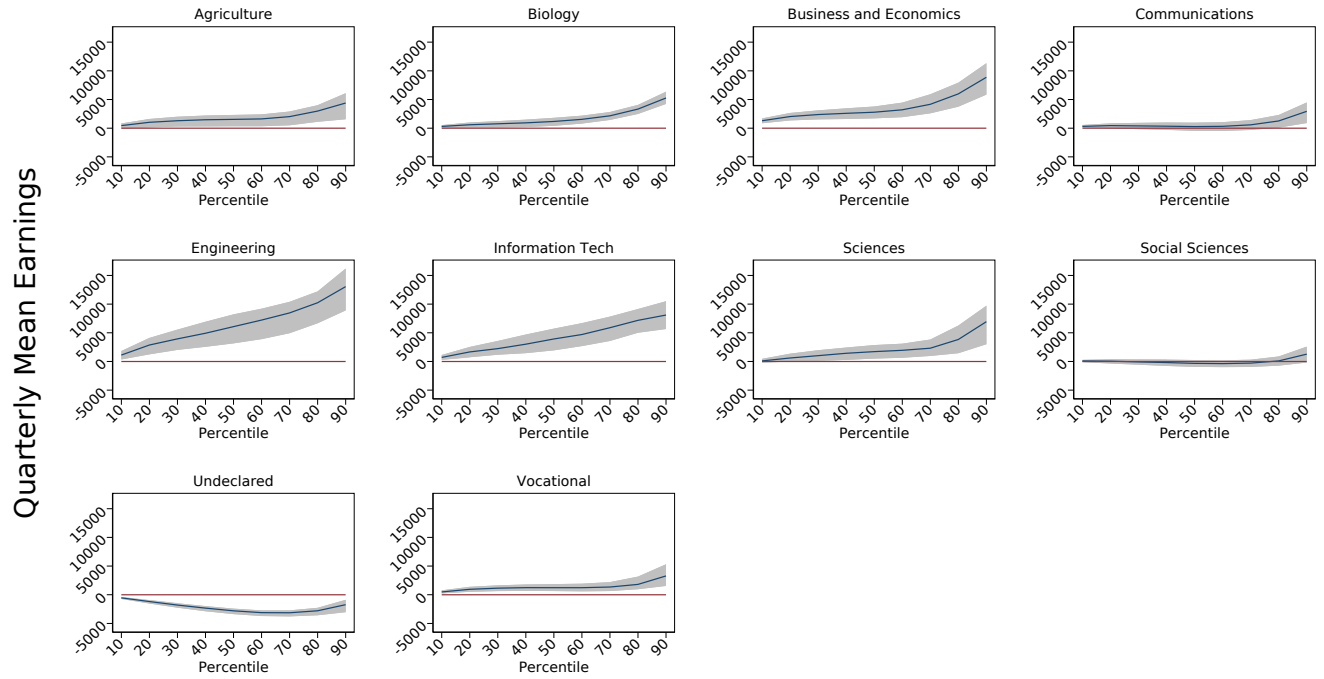 Quarterly Mean Earnings
Agriculture
15000
10000
5000
0
-5000
10 20 30 40 50 60 70 80 90
Percentile
Biology
15000
10000
5000
0
-5000
10 20 30 40 50 60 70 80 90
Percentile
Business and Economics
15000
10000
5000
0
-5000
10 20 30 40 50 60 70 80 90
Percentile
Communications
15000
10000
5000
0
-5000
10 20 30 40 50 60 70 80 90
Percentile
Engineering
15000
10000
5000
0
-5000
10 20 30 40 50 60 70 80 90
Percentile
Information Tech
15000
10000
5000
0
-5000
10 20 30 40 50 60 70 80 90
Percentile
Sciences
15000
10000
5000
0
-5000
10 20 30 40 50 60 70 80 90
Percentile
Social Sciences
15000
10000
5000
0
-5000
10 20 30 40 50 60 70 80 90
Percentile
Undeclared
15000
10000
5000
0
-5000
10 20 30 40 50 60 70 80 90
Percentile
Vocational
15000
10000
5000
0
-5000
10 20 30 40 50 60 70 80 90
Percentile